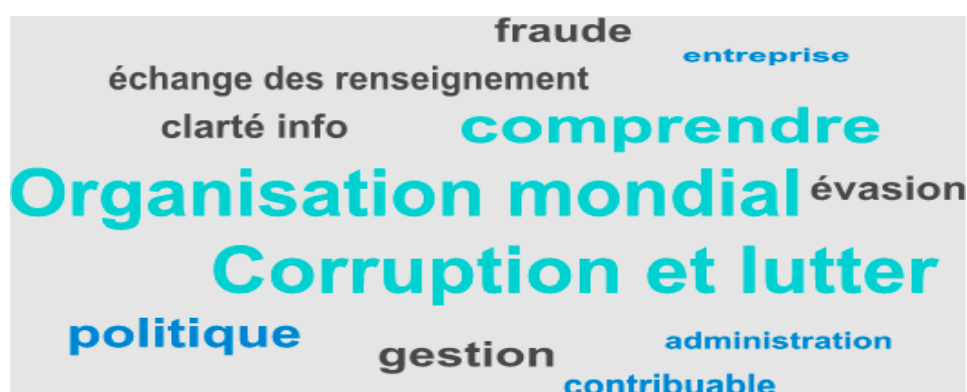 fraude
entreprise
échange des renseignement
clarté info
comprendre
Organisation mondial
évasion
Corruption et lutter
politique
gestion
administration
contribuable